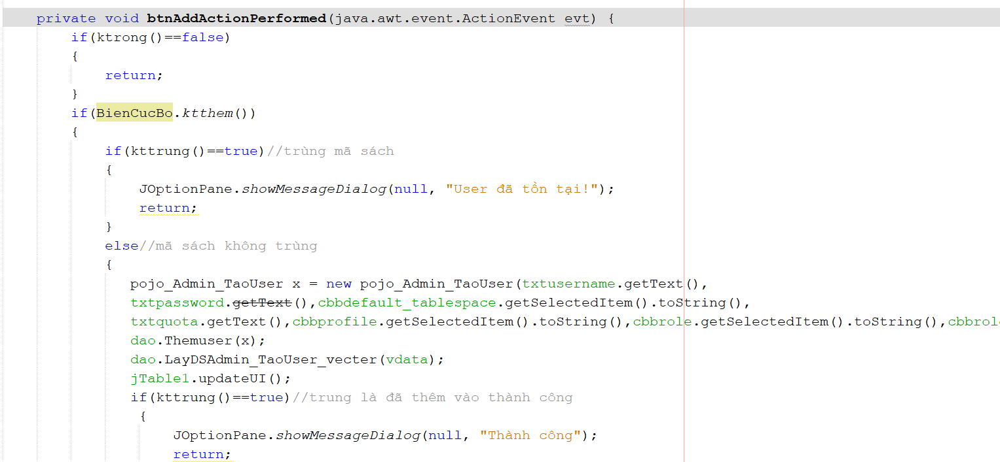 private void btnAddActionPerformed(java.awt.event.ActionEvent evt) {
if(ktrong()==false)
{
return;
}
if(BienCucBo.ktthem())
{
if(kttrung()==true)//trùng mã sách
{
JOptionPane.showMessageDialog(null, "User đã tồn tại!");
return;
}
else//mã sách không trùng
{
pojo_Admin_TaoUser x = new pojo_Admin_TaoUser(txtusername.getText(),
txtpassword.getText(),cbbdefault_tablespace.getSelectedItem().toString(),
txtquota.getText(),cbbprofile.getSelectedItem().toString(),cbbrole.getSelectedItem().toString(),
dao.Themuser(x);
dao.LayDSAdmin_TaoUser_vecter(vdata);
jTable1.updateUI();
if(kttrung()==true)//trung là đã thêm vào thành công
{
JOptionPane.showMessageDialog(null, "Thành công");
return;